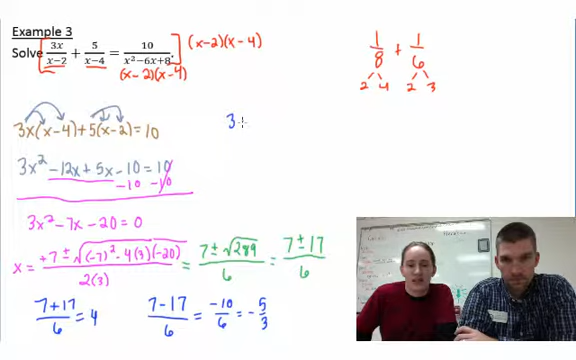 Example 3
Solve [3x/(x−2) + 5/(x−4) = 10/(x²−6x+8).] (x−2)(x−4)
(x−2)(x−4)
1/8 + 1/6
2 4 2 3
3x(x−4)+5(x−2)=10
3
3x² −12x+5x−10=10
−10 −10
3x²−7x−20=0
x = (+7 ± √((−7)²−4(3)(−20)))/(2(3)) = (7±√289)/6 = (7±17)/6
(7+17)/6 = 4 (7−17)/6 = −10/6 = −5/3